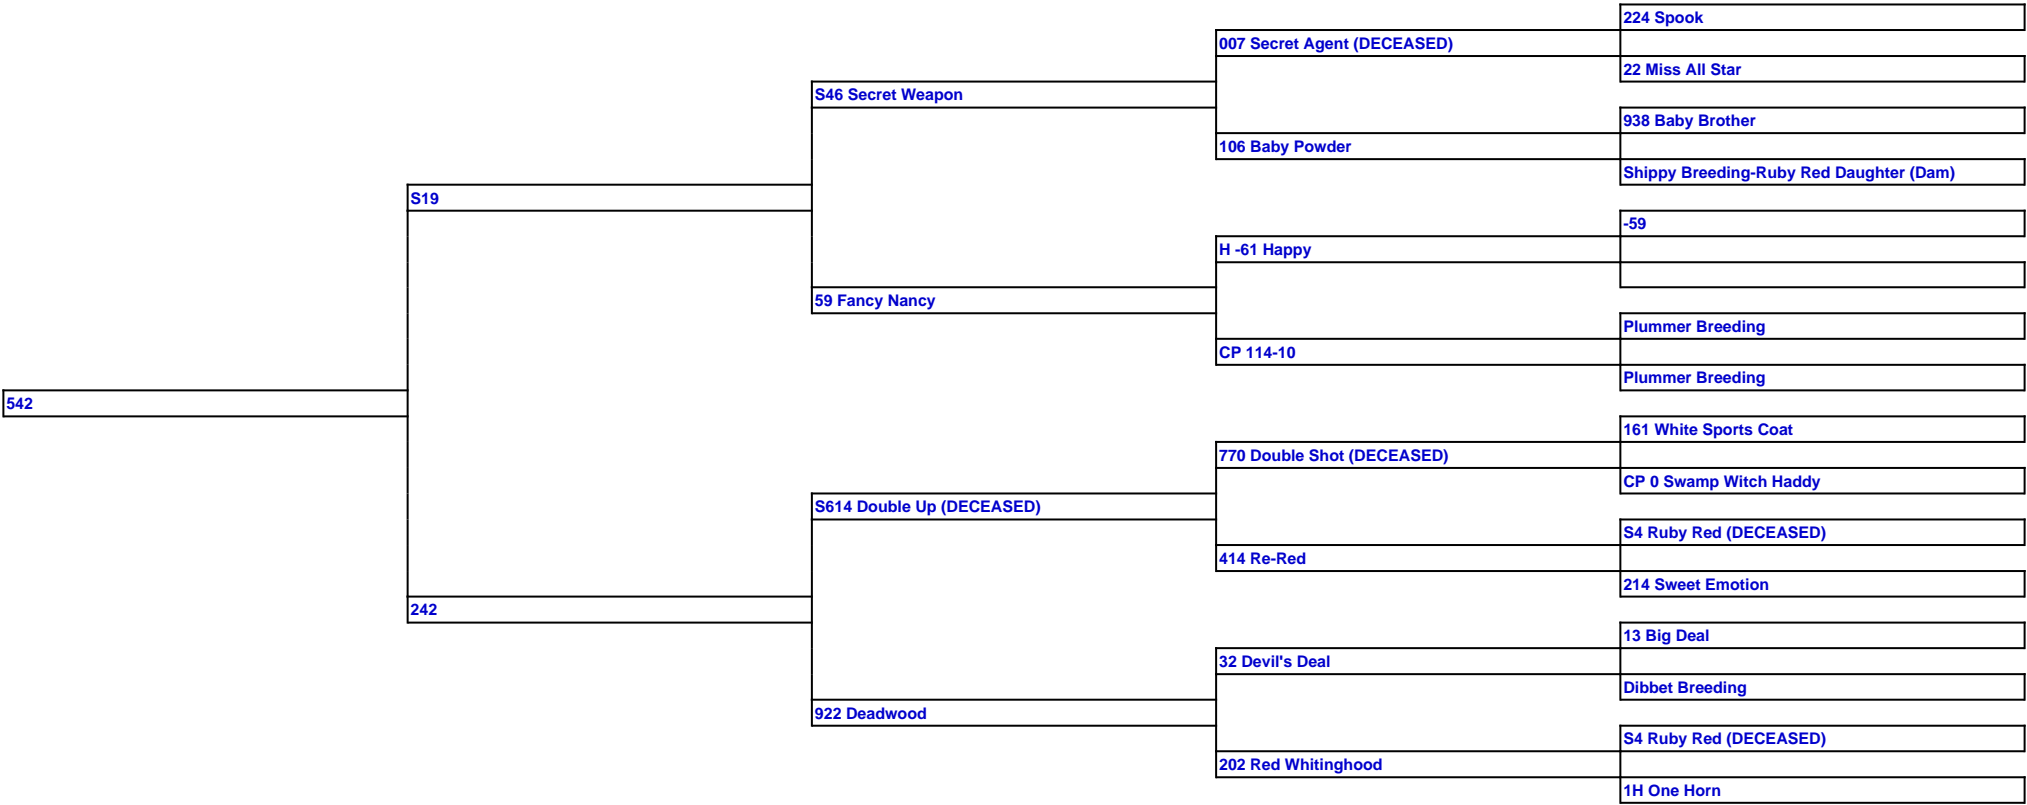 224 Spook
007 Secret Agent (DECEASED)
22 Miss All Star
S46 Secret Weapon
938 Baby Brother
106 Baby Powder
Shippy Breeding-Ruby Red Daughter (Dam)
S19
-59
H -61 Happy
59 Fancy Nancy
Plummer Breeding
CP 114-10
Plummer Breeding
542
161 White Sports Coat
770 Double Shot (DECEASED)
CP 0 Swamp Witch Haddy
S614 Double Up (DECEASED)
S4 Ruby Red (DECEASED)
414 Re-Red
214 Sweet Emotion
242
13 Big Deal
32 Devil's Deal
Dibbet Breeding
922 Deadwood
S4 Ruby Red (DECEASED)
202 Red Whitinghood
1H One Horn